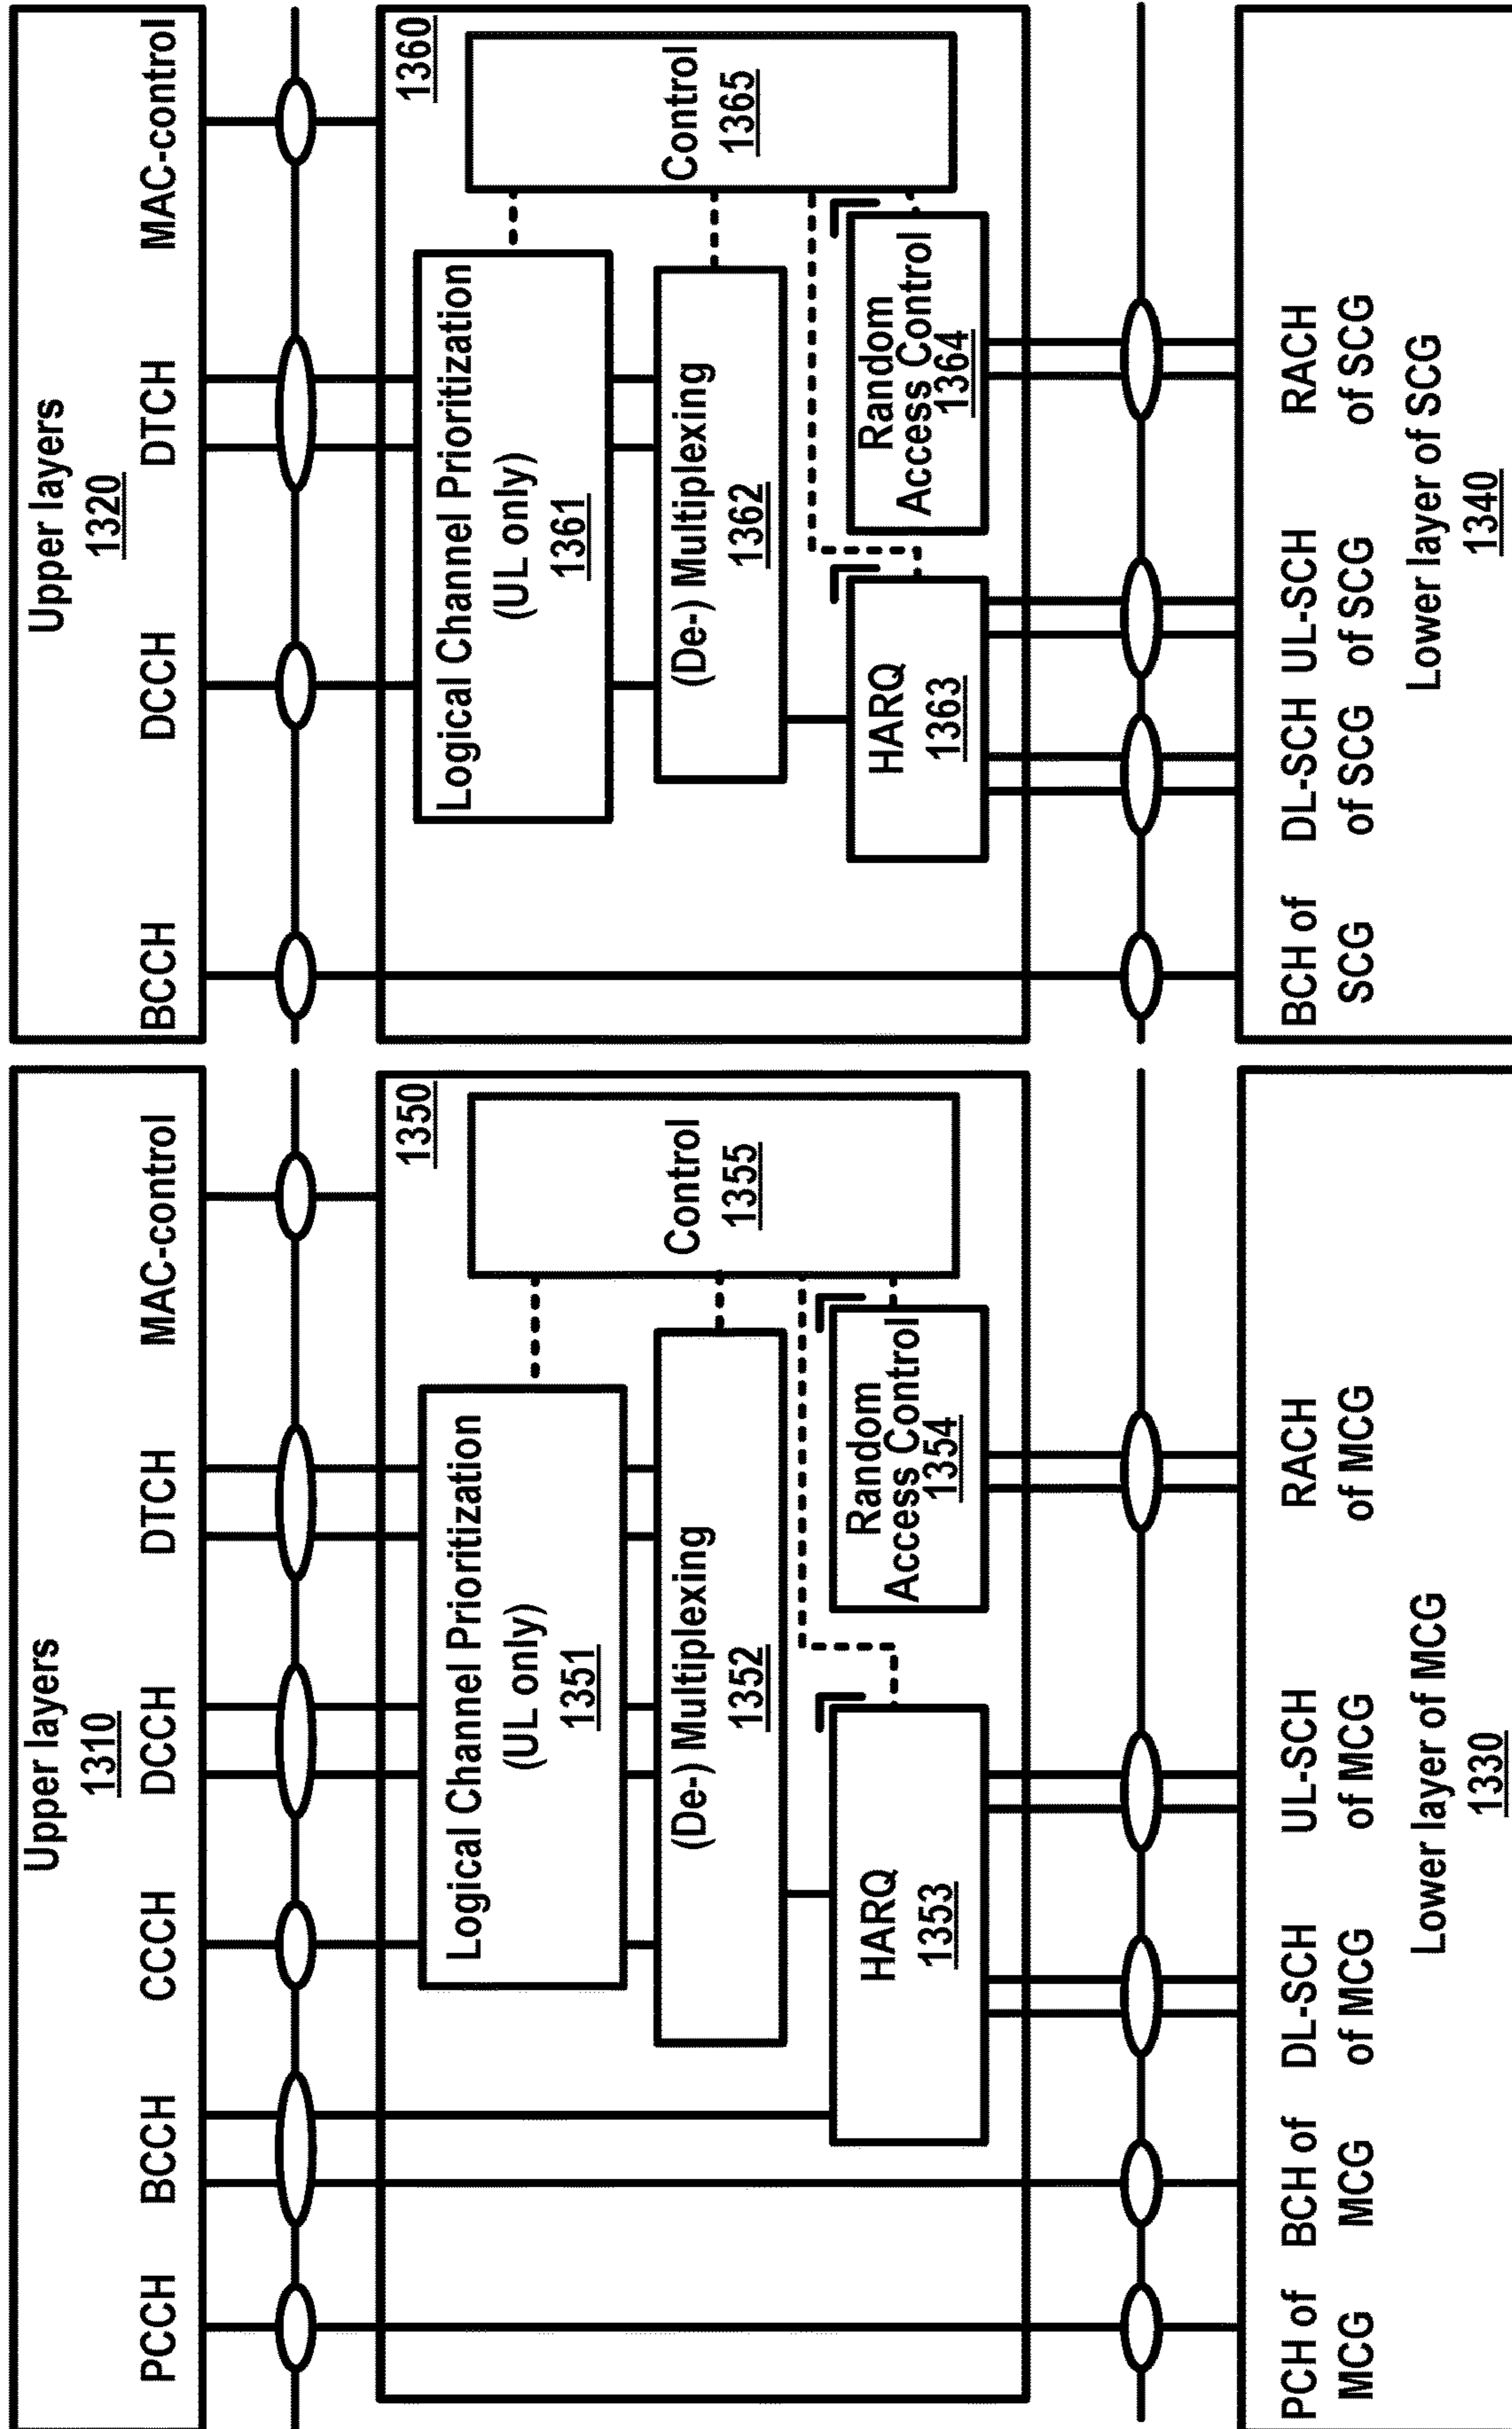 Upper layers
1310
PCCH
BCCH
CCCH
DCCH
DTCH
MAC-control
1350
Logical Channel Prioritization
(UL only)
1351
(De-) Multiplexing
1352
HARQ
1353
Random
Access Control
1354
Control
1355
PCH of
MCG
BCH of
MCG
DL-SCH
of MCG
UL-SCH
of MCG
RACH
of MCG
Lower layer of MCG
1330
Upper layers
1320
BCCH
DCCH
DTCH
MAC-control
1360
Logical Channel Prioritization
(UL only)
1361
(De-) Multiplexing
1362
HARQ
1363
Random
Access Control
1364
Control
1365
BCH of
SCG
DL-SCH
of SCG
UL-SCH
of SCG
RACH
of SCG
Lower layer of SCG
1340